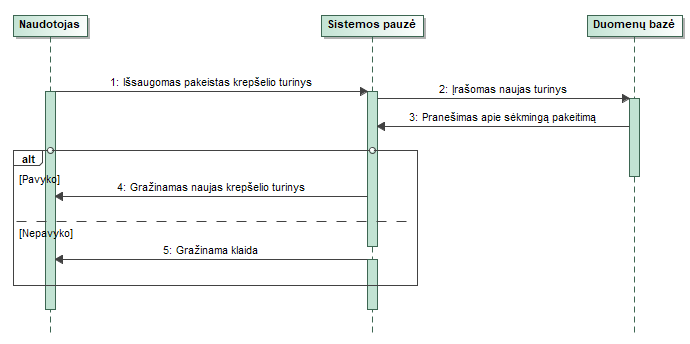 Naudotojas
Sistemos pauzė
Duomenų bazė
1: Išsaugomas pakeistas krepšelio turinys
2: Įrašomas naujas turinys
3: Pranešimas apie sėkmingą pakeitimą
alt
[Pavyko]
4: Gražinamas naujas krepšelio turinys
[Nepavyko]
5: Gražinama klaida